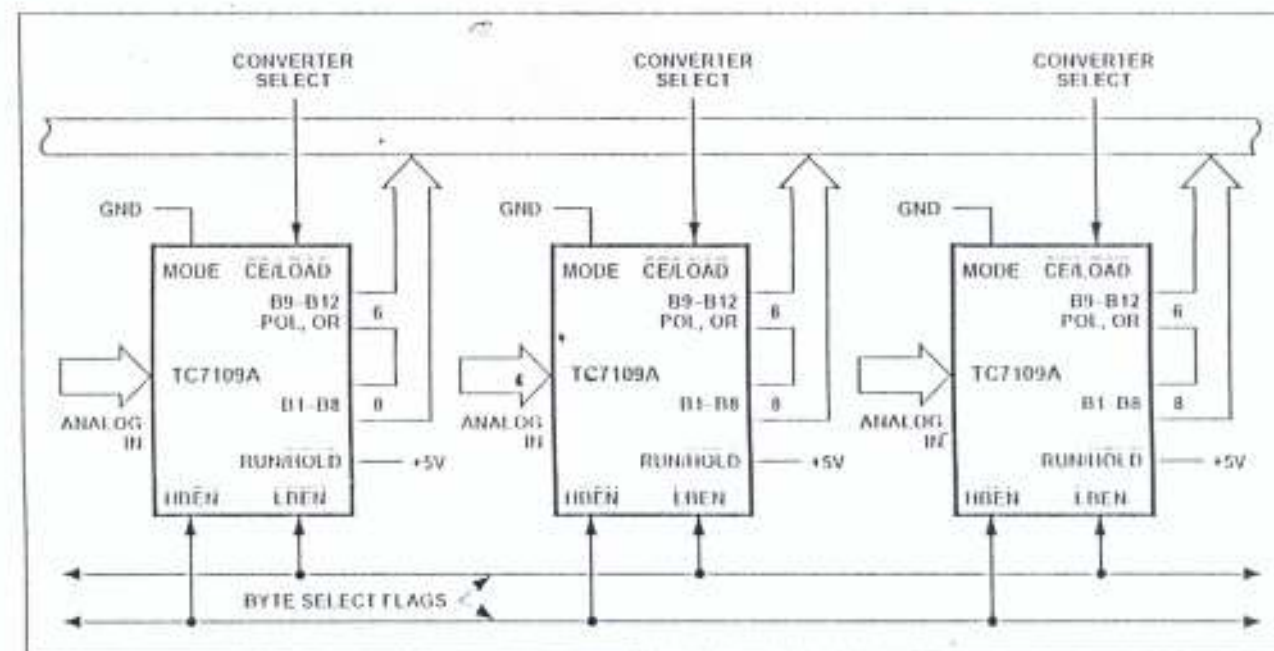 CONVERTER
SELECT
CONVERTER
SELECT
CONVERTER
SELECT
GND
MODE
CE/LOAD
B9-B12
POL, OR
6
TC7109A
ANALOG
IN
B1-B8
8
RUN/HOLD
+5V
HBEN
LBEN
GND
MODE
CE/LOAD
B9-B12
POL, OR
6
TC7109A
ANALOG
IN
B1-B8
8
RUN/HOLD
+5V
HBEN
LBEN
GND
MODE
CE/LOAD
B9-B12
POL, OR
6
TC7109A
ANALOG
IN
B1-B8
8
RUN/HOLD
+5V
HBEN
LBEN
BYTE SELECT FLAGS